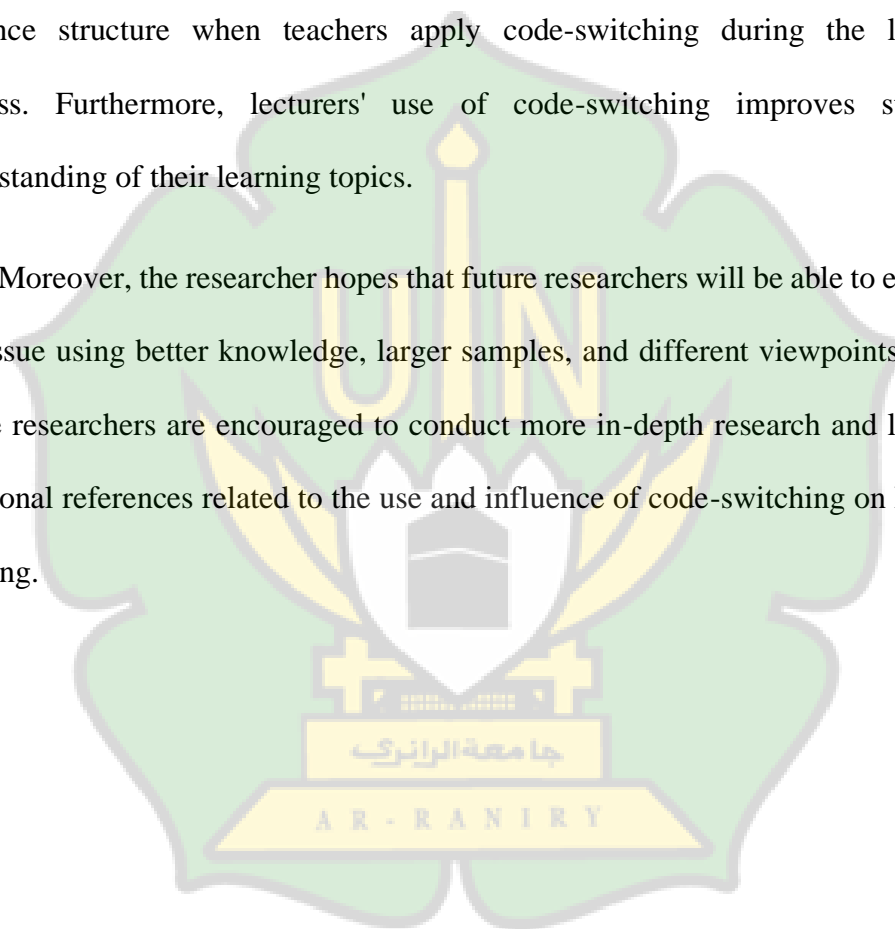 nce structure when teachers apply code-switching during the l
ss. Furthermore, lecturers' use of code-switching improves s
standing of their learning topics.
Moreover, the researcher hopes that future researchers will be able to e
ssue using better knowledge, larger samples, and different viewpoints
e researchers are encouraged to conduct more in-depth research and l
onal references related to the use and influence of code-switching on
ng.
UIN
جامعة الرانري
AR-RANIRY